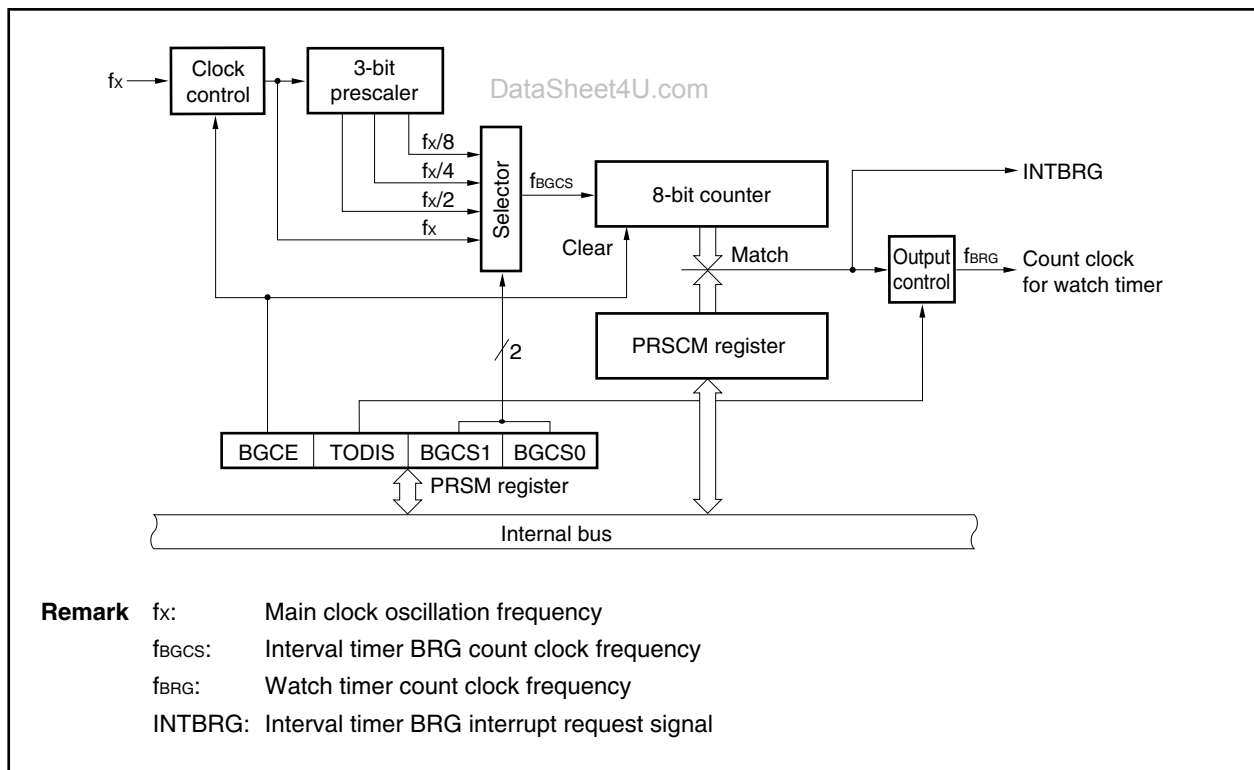 DataSheet4U.com
fX
Clock
control
3-bit
prescaler
fX/8
fX/4
fX/2
fX
Selector
fBGCS
8-bit counter
Clear
Match
INTBRG
Output
control
fBRG
Count clock
for watch timer
PRSCM register
2
BGCE TODIS BGCS1 BGCS0
PRSM register
Internal bus
Remark fX: Main clock oscillation frequency
fBGCS: Interval timer BRG count clock frequency
fBRG: Watch timer count clock frequency
INTBRG: Interval timer BRG interrupt request signal